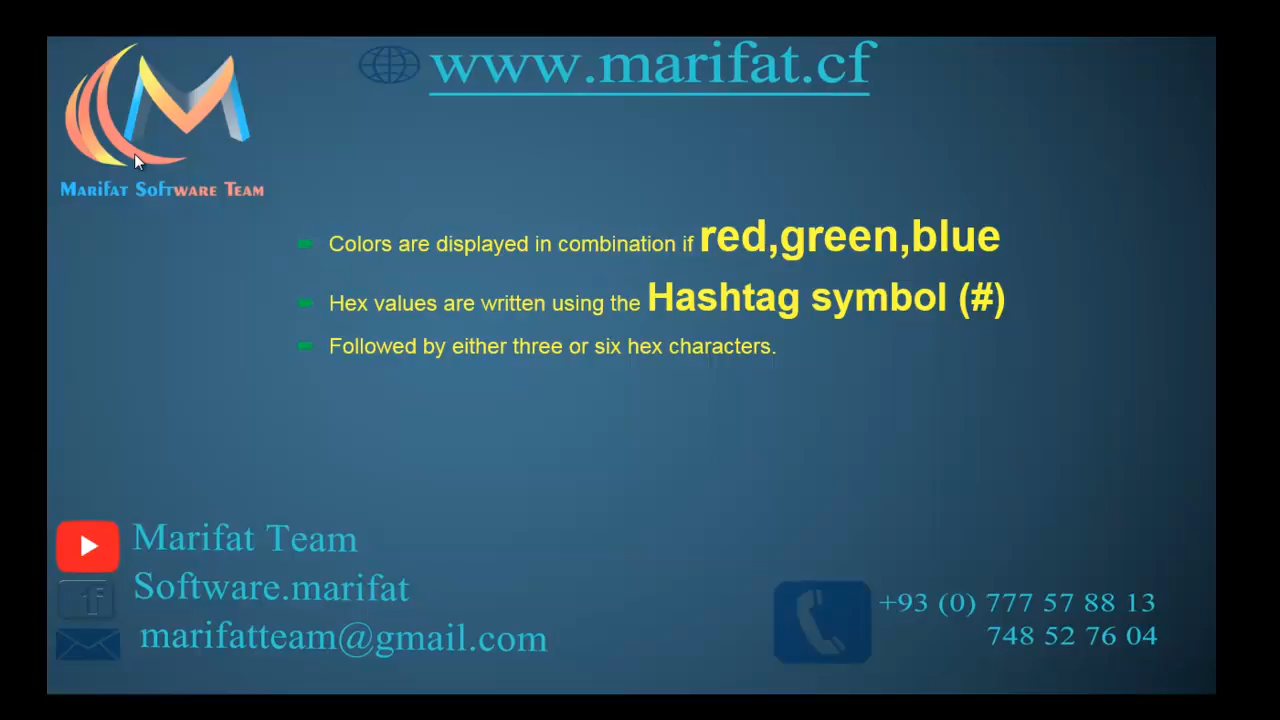 www.marifat.cf
M
Marifat Software Team
Colors are displayed in combination if red,green,blue
Hex values are written using the Hashtag symbol (#)
Followed by either three or six hex characters.
Marifat Team
Software.marifat
f
marifatteam@gmail.com
+93 (0) 777 57 88 13
748 52 76 04